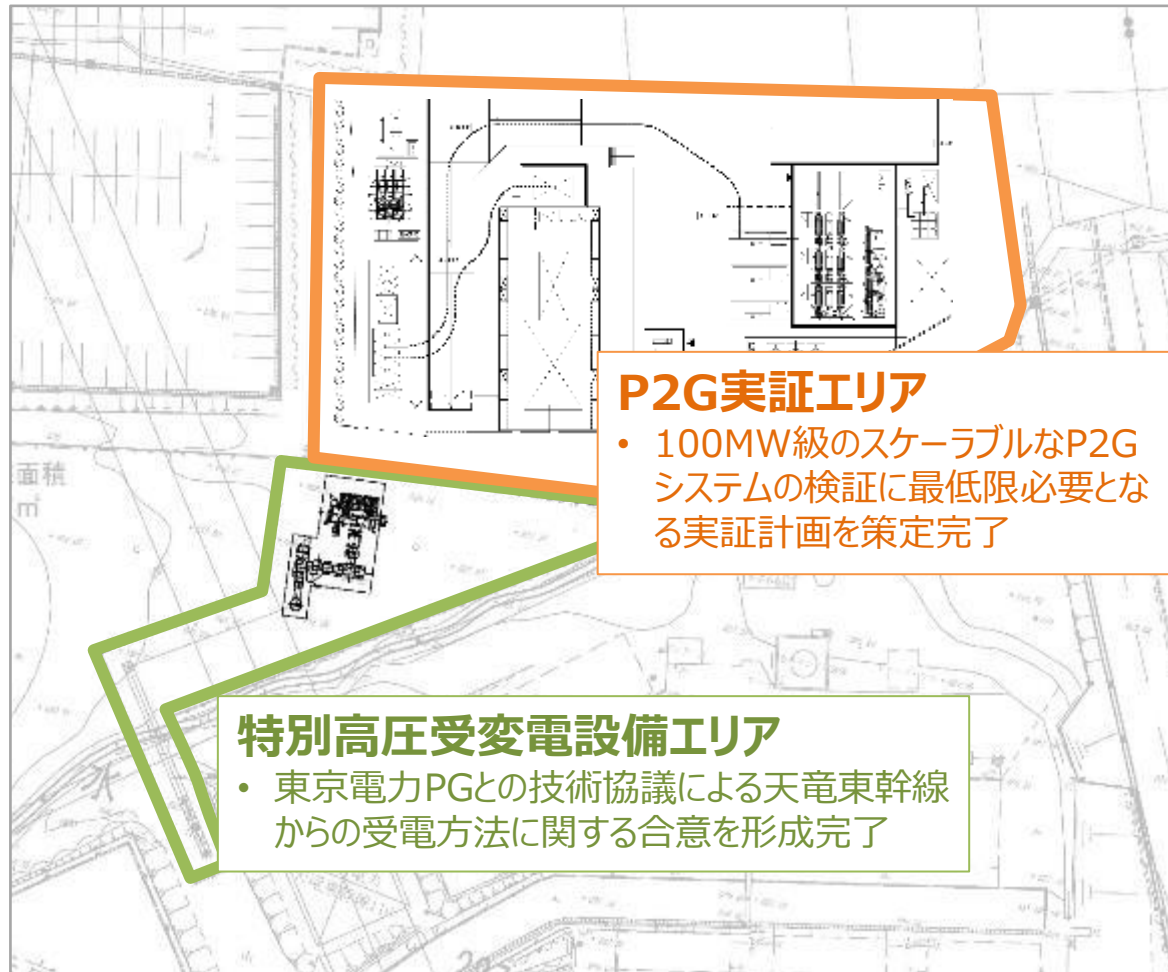 P2G実証エリア
• 100MW級のスケーラブルなP2G
システムの検証に最低限必要とな
る実証計画を策定完了
面積
㎡
特別高圧受変電設備エリア
• 東京電力PGとの技術協議による天竜東幹線
からの受電方法に関する合意を形成完了